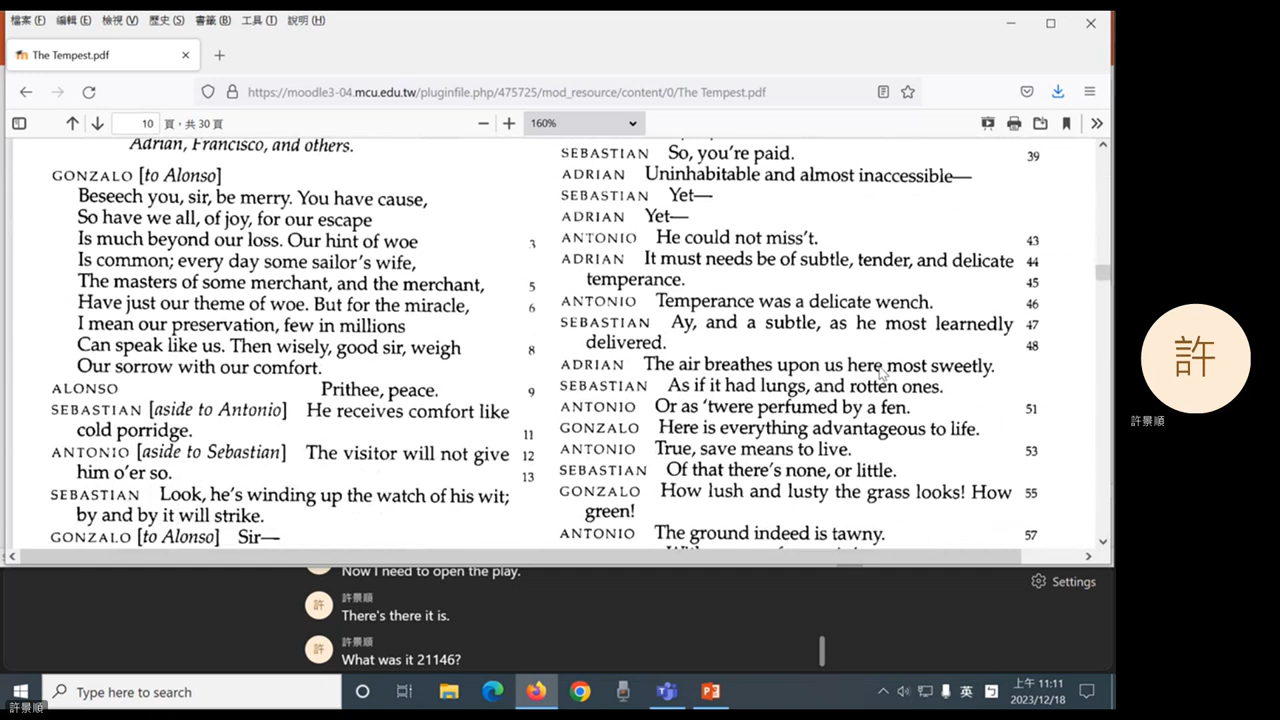 檔案(F) 編輯(E) 檢視(V) 歷史(S) 書籤(B) 工具(T) 說明(H)
The Tempest.pdf
https://moodle3-04.mcu.edu.tw/pluginfile.php/475725/mod_resource/content/0/The Tempest.pdf
10 頁，共 30 頁
160%
Adrian, Francisco, and others.
GONZALO [to Alonso]
Beseech you, sir, be merry. You have cause,
So have we all, of joy, for our escape
Is much beyond our loss. Our hint of woe 3
Is common; every day some sailor's wife,
The masters of some merchant, and the merchant, 5
Have just our theme of woe. But for the miracle, 6
I mean our preservation, few in millions
Can speak like us. Then wisely, good sir, weigh 8
Our sorrow with our comfort.
ALONSO Prithee, peace. 9
SEBASTIAN [aside to Antonio] He receives comfort like
cold porridge. 11
ANTONIO [aside to Sebastian] The visitor will not give 12
him o'er so. 13
SEBASTIAN Look, he's winding up the watch of his wit;
by and by it will strike.
GONZALO [to Alonso] Sir—
SEBASTIAN So, you're paid. 39
ADRIAN Uninhabitable and almost inaccessible—
SEBASTIAN Yet—
ADRIAN Yet—
ANTONIO He could not miss't. 43
ADRIAN It must needs be of subtle, tender, and delicate 44
temperance. 45
ANTONIO Temperance was a delicate wench. 46
SEBASTIAN Ay, and a subtle, as he most learnedly 47
delivered. 48
ADRIAN The air breathes upon us here most sweetly.
SEBASTIAN As if it had lungs, and rotten ones.
ANTONIO Or as 'twere perfumed by a fen. 51
GONZALO Here is everything advantageous to life.
ANTONIO True, save means to live. 53
SEBASTIAN Of that there's none, or little.
GONZALO How lush and lusty the grass looks! How 55
green!
ANTONIO The ground indeed is tawny. 57
許
許景順
Now I need to open the play.
Settings
許
許景順
There's there it is.
許
許景順
What was it 21146?
Type here to search
英
上午 11:11
2023/12/18
許景順